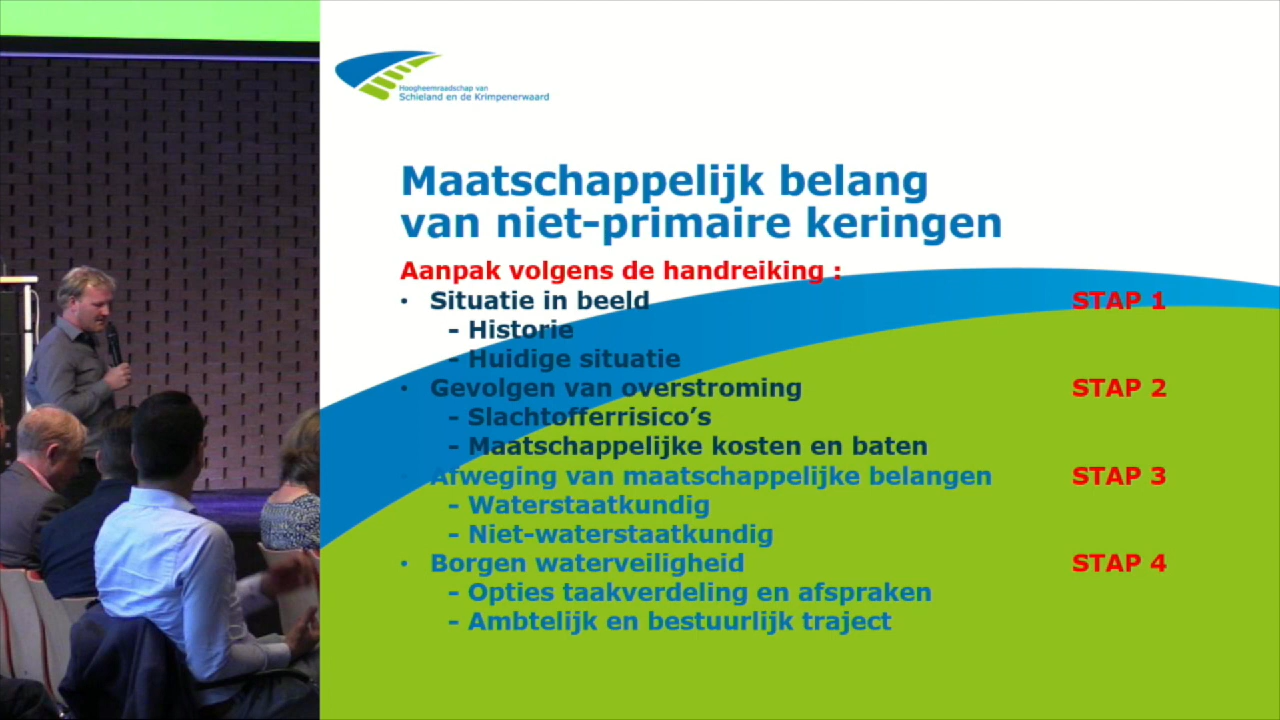 Hoogheemraadschap van
Schieland en de Krimpenerwaard
Maatschappelijk belang
van niet-primaire keringen
Aanpak volgens de handreiking :
• Situatie in beeld STAP 1
- Historie
- Huidige situatie
• Gevolgen van overstroming STAP 2
- Slachtofferrisico’s
- Maatschappelijke kosten en baten
• Afweging van maatschappelijke belangen STAP 3
- Waterstaatkundig
- Niet-waterstaatkundig
• Borgen waterveiligheid STAP 4
- Opties taakverdeling en afspraken
- Ambtelijk en bestuurlijk traject